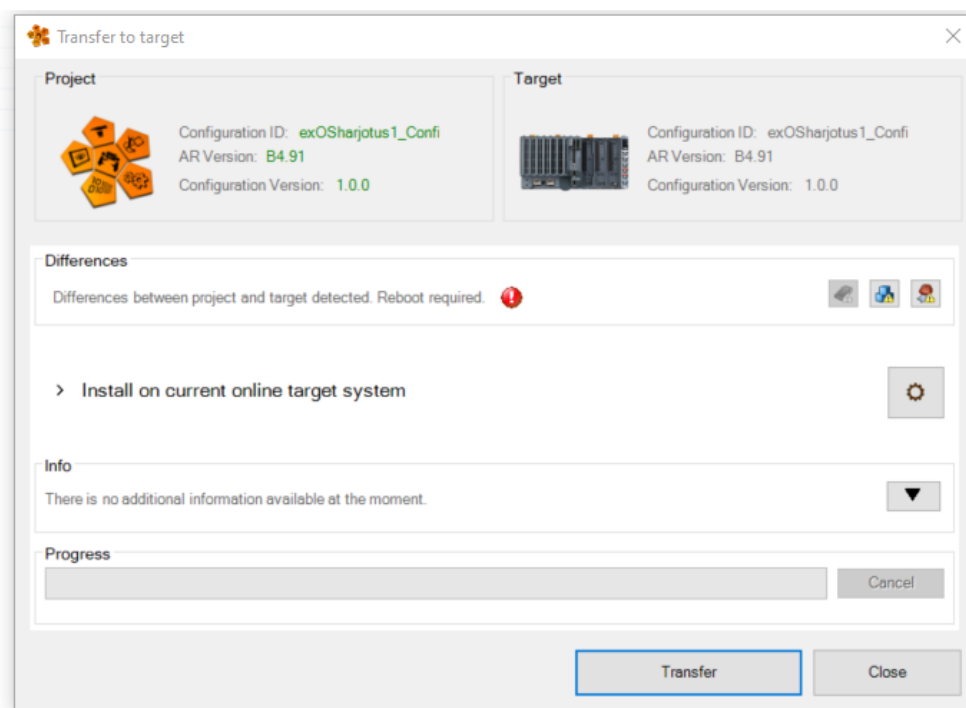 Transfer to target
Project
Configuration ID: exOSharjotus1_Confi
AR Version: B4.91
Configuration Version: 1.0.0
Target
Configuration ID: exOSharjotus1_Confi
AR Version: B4.91
Configuration Version: 1.0.0
Differences
Differences between project and target detected. Reboot required.
Install on current online target system
Info
There is no additional information available at the moment.
Progress
Cancel
Transfer
Close